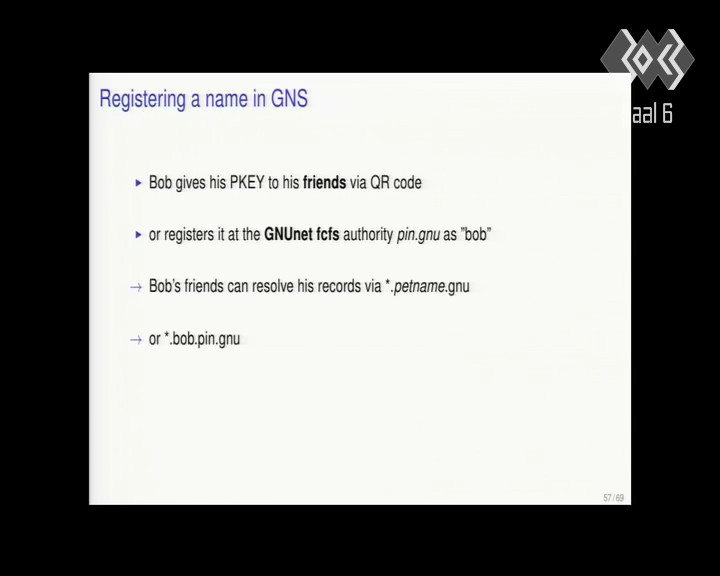 Registering a name in GNS
aal 6
▸ Bob gives his PKEY to his friends via QR code
▸ or registers it at the GNUnet fcfs authority pin.gnu as "bob"
→ Bob's friends can resolve his records via *.petname.gnu
→ or *.bob.pin.gnu
57/69